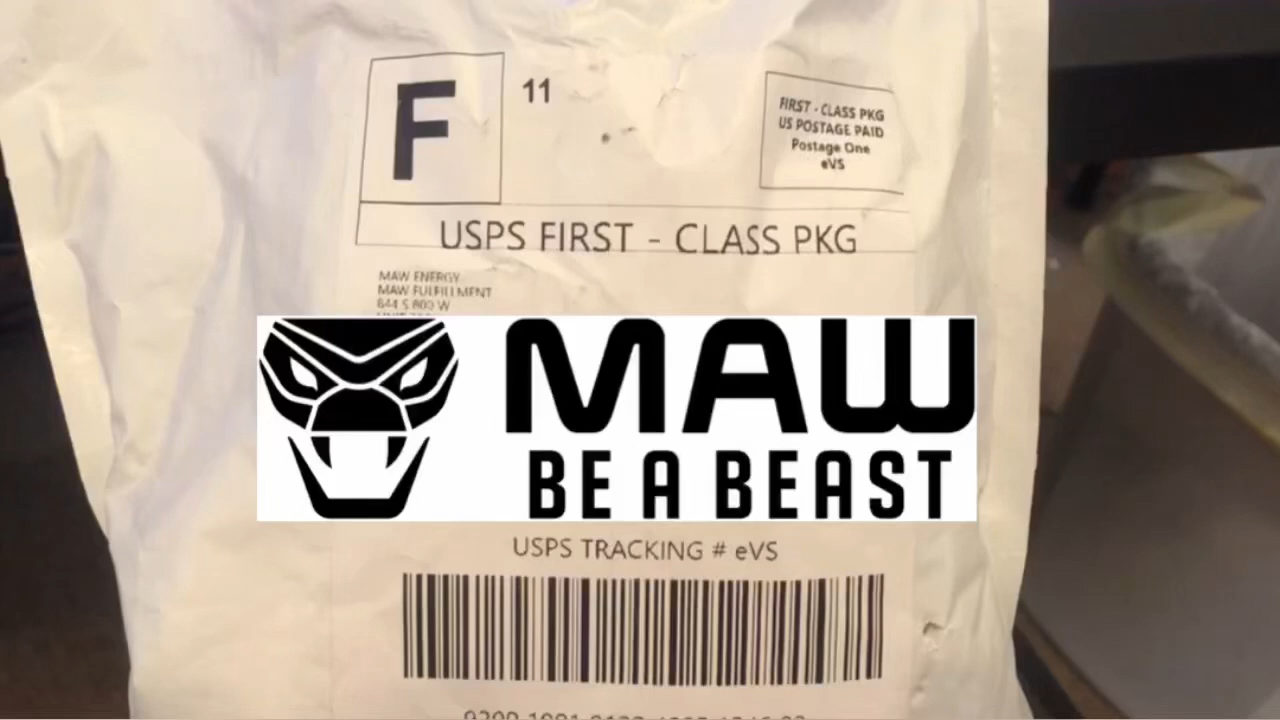 F
11
FIRST - CLASS PKG
US POSTAGE PAID
Postage One
eVS
USPS FIRST - CLASS PKG
MAW ENERGY
MAW FULFILLMENT
644 S 800 W
MAW
BE A BEAST
USPS TRACKING # eVS